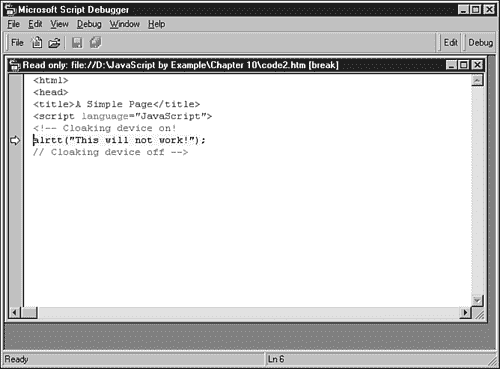 Microsoft Script Debugger
File Edit View Debug Window Help
File Edit Debug
Read only: file://D:\JavaScript by Example\Chapter 10\code2.htm [break]
<html>
<head>
<title>A Simple Page</title>
<script language="JavaScript">
<!-- Cloaking device on!
alrtt("This will not work!");
// Cloaking device off -->
Ready Ln 6